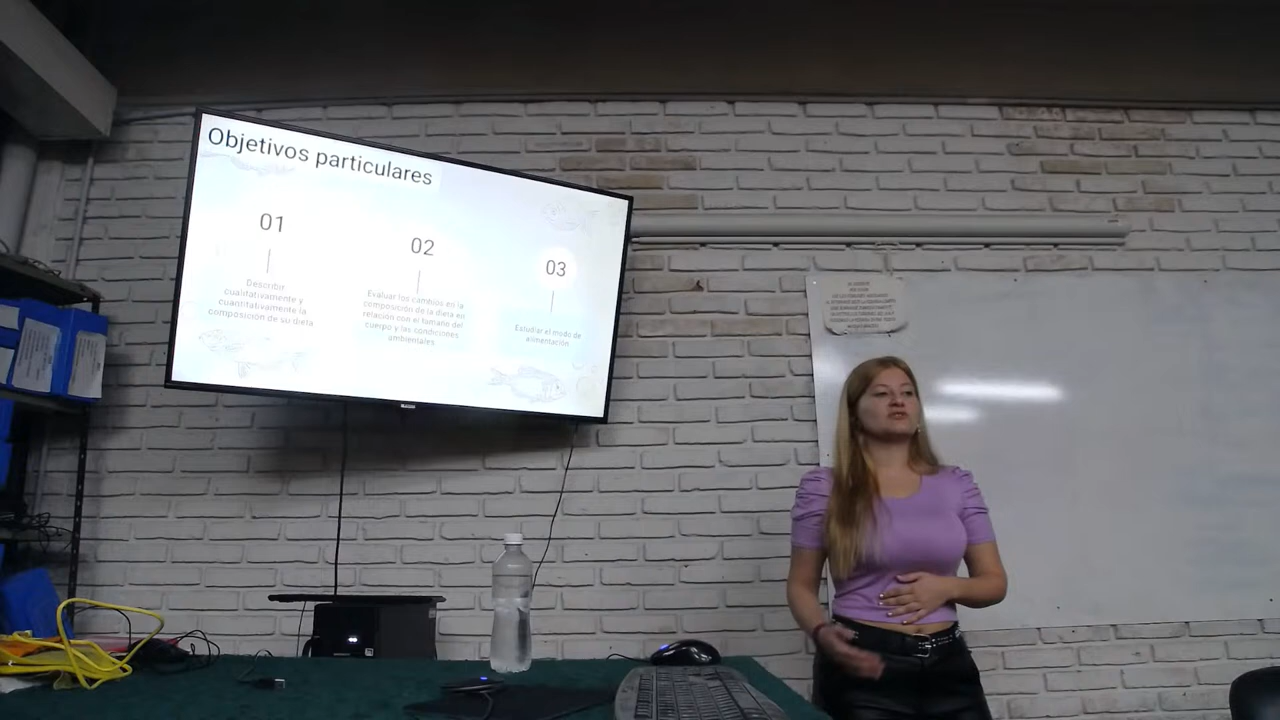 Objetivos particulares
01
Describir
cualitativamente y
cuantitativamente la
composición de su dieta
02
Evaluar los cambios en la
composición de la dieta en
relación con el tamaño del
cuerpo y las condiciones
ambientales
03
Estudiar el modo de
alimentación